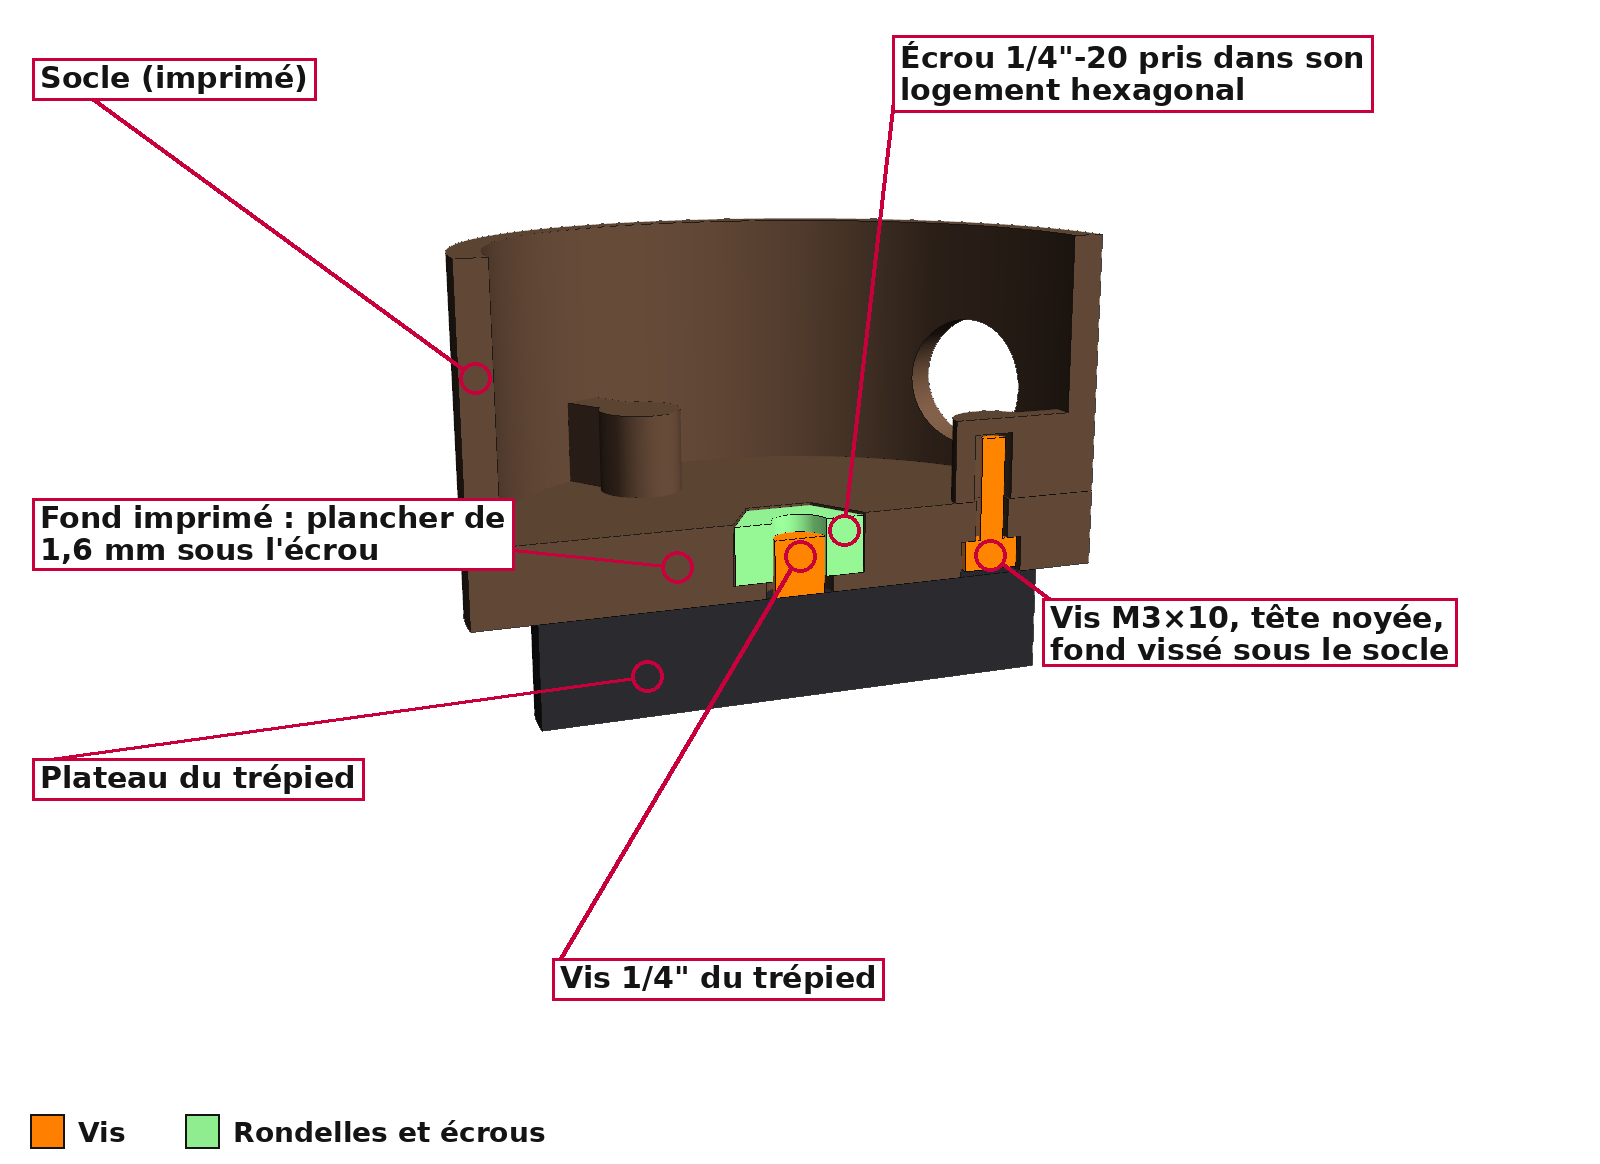 Socle (imprimé)
Écrou 1/4"-20 pris dans son
logement hexagonal
Fond imprimé : plancher de
1,6 mm sous l'écrou
Vis M3×10, tête noyée,
fond vissé sous le socle
Plateau du trépied
Vis 1/4" du trépied
Vis
Rondelles et écrous